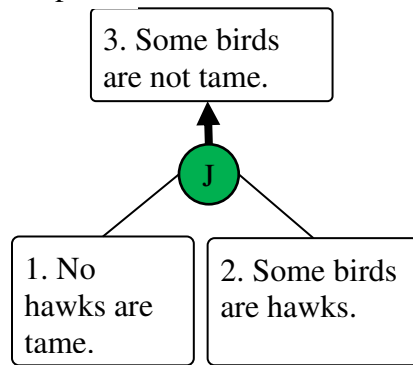 3. Some birds
are not tame.
J
1. No
hawks are
tame.
2. Some birds
are hawks.